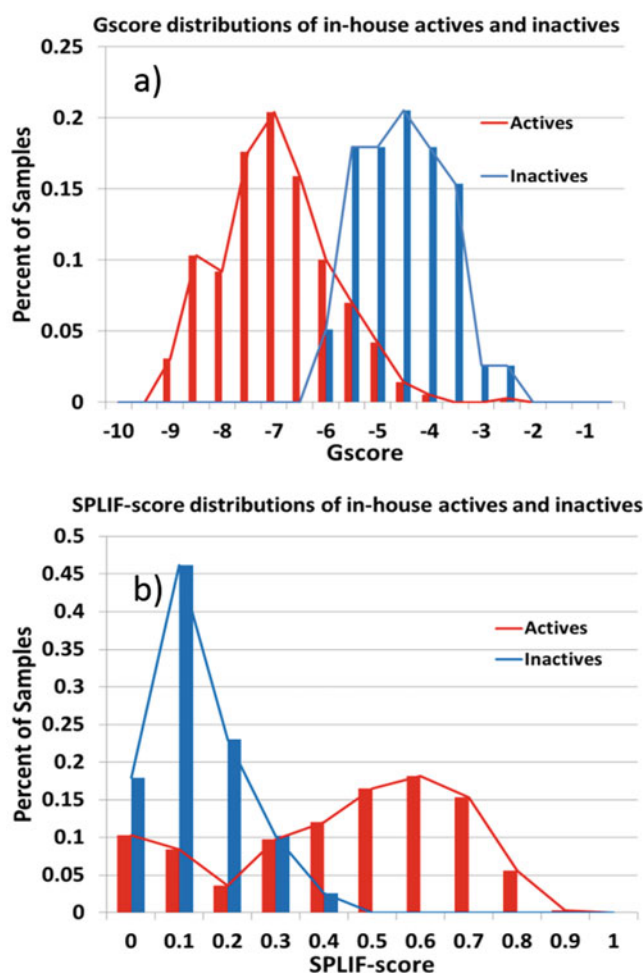 Gscore distributions of in-house actives and inactives
a)
Percent of Samples
0.25
0.2
0.15
0.1
0.05
0
Actives
Inactives
-10 -9 -8 -7 -6 -5 -4 -3 -2 -1
Gscore
SPLIF-score distributions of in-house actives and inactives
b)
Percent of Samples
0.5
0.45
0.4
0.35
0.3
0.25
0.2
0.15
0.1
0.05
0
Actives
Inactives
0 0.1 0.2 0.3 0.4 0.5 0.6 0.7 0.8 0.9 1
SPLIF-score